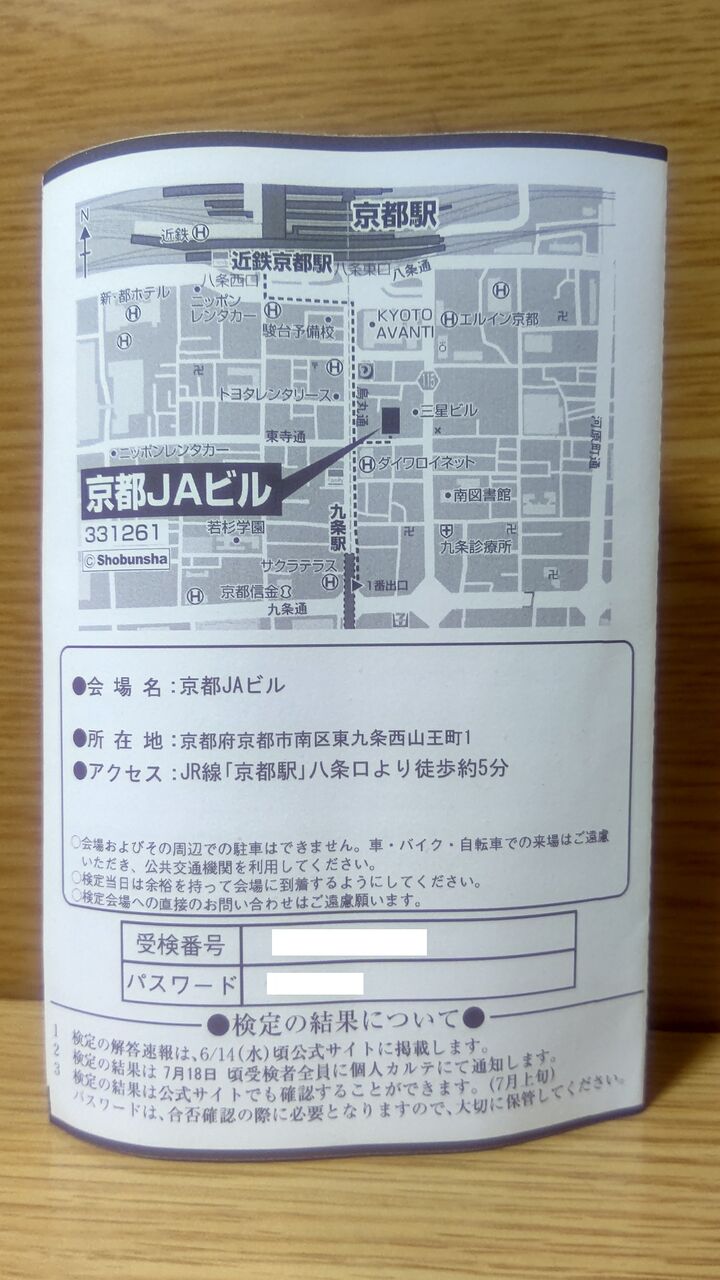 N
京都駅
近鉄 H
近鉄京都駅
八条東口
八条通
八条西口
新・都ホテル
H
ニッポン
レンタカー
H
駿台予備校
KYOTO
AVANTI
H
H エルイン京都
H
H
トヨタレンタリース
烏丸通
115
三星ビル
河原町通
東寺通
ニッポンレンタカー
H ダイワロイネット
京都JAビル
南図書館
331261
若杉学園
九条駅
九条診療所
© Shobunsha
サクラテラス
H
1番出口
H
京都信金
九条通
●会場名:京都JAビル
●所在地:京都府京都市南区東九条西山王町1
●アクセス:JR線「京都駅」八条口より徒歩約5分
○会場およびその周辺での駐車はできません。車・バイク・自転車での来場はご遠慮
いただき、公共交通機関を利用してください。
○検定当日は余裕を持って会場に到着するようにしてください。
○検定会場への直接のお問い合わせはご遠慮願います。
受検番号
パスワード
●検定の結果について●
1 検定の解答速報は、6/14(水)頃公式サイトに掲載します。
2 検定の結果は 7月18日 頃受検者全員に個人カルテにて通知します。
3 検定の結果は公式サイトでも確認することができます。(7月上旬)
パスワードは、合否確認の際に必要となりますので、大切に保管してください。